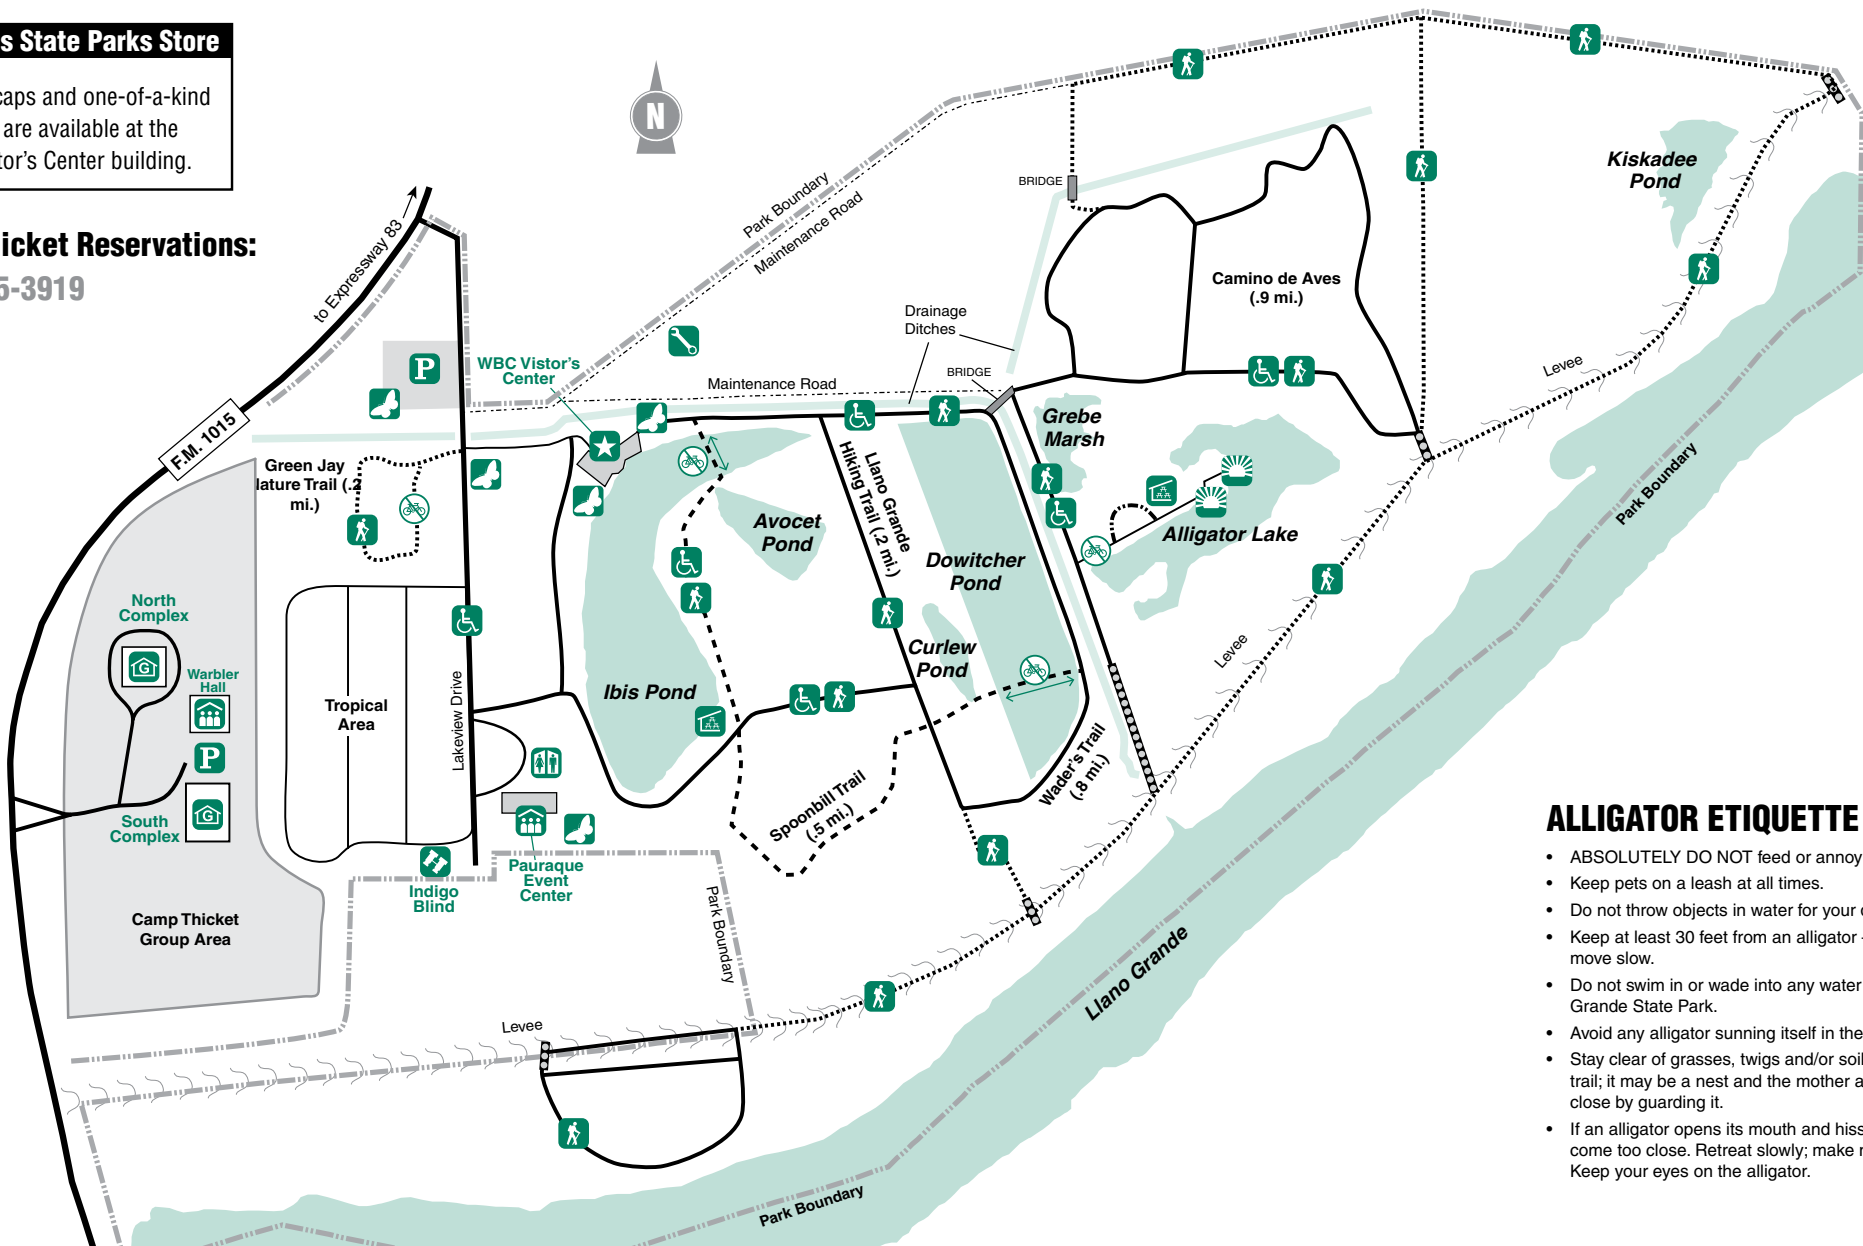 s State Parks Store
caps and one-of-a-kind
are available at the
tor's Center building.
icket Reservations:
5-3919
N
to Expressway 83
F.M. 1015
P
WBC Vistor's
Center
Park Boundary
Maintenance Road
Maintenance Road
Drainage
Ditches
BRIDGE
BRIDGE
Camino de Aves
(.9 mi.)
Kiskadee
Pond
Levee
Park Boundary
Green Jay
lature Trail (.2
mi.)
Grebe
Marsh
Alligator Lake
Avocet
Pond
Llano Grande
Hiking Trail (.2 mi.)
Dowitcher
Pond
Curlew
Pond
Ibis Pond
Levee
North
Complex
G
Warbler
Hall
P
South
Complex
G
Tropical
Area
Lakeview Drive
Wader's Trail
(.8 mi.)
Spoonbill Trail
(.5 mi.)
Indigo
Blind
Pauraque
Event
Center
Park Boundary
Camp Thicket
Group Area
Levee
Llano Grande
Park Boundary
ALLIGATOR ETIQUETTE
• ABSOLUTELY DO NOT feed or annoy
• Keep pets on a leash at all times.
• Do not throw objects in water for your
• Keep at least 30 feet from an alligator
move slow.
• Do not swim in or wade into any water
Grande State Park.
• Avoid any alligator sunning itself in the
• Stay clear of grasses, twigs and/or soil
trail; it may be a nest and the mother a
close by guarding it.
• If an alligator opens its mouth and hiss
come too close. Retreat slowly; make
Keep your eyes on the alligator.